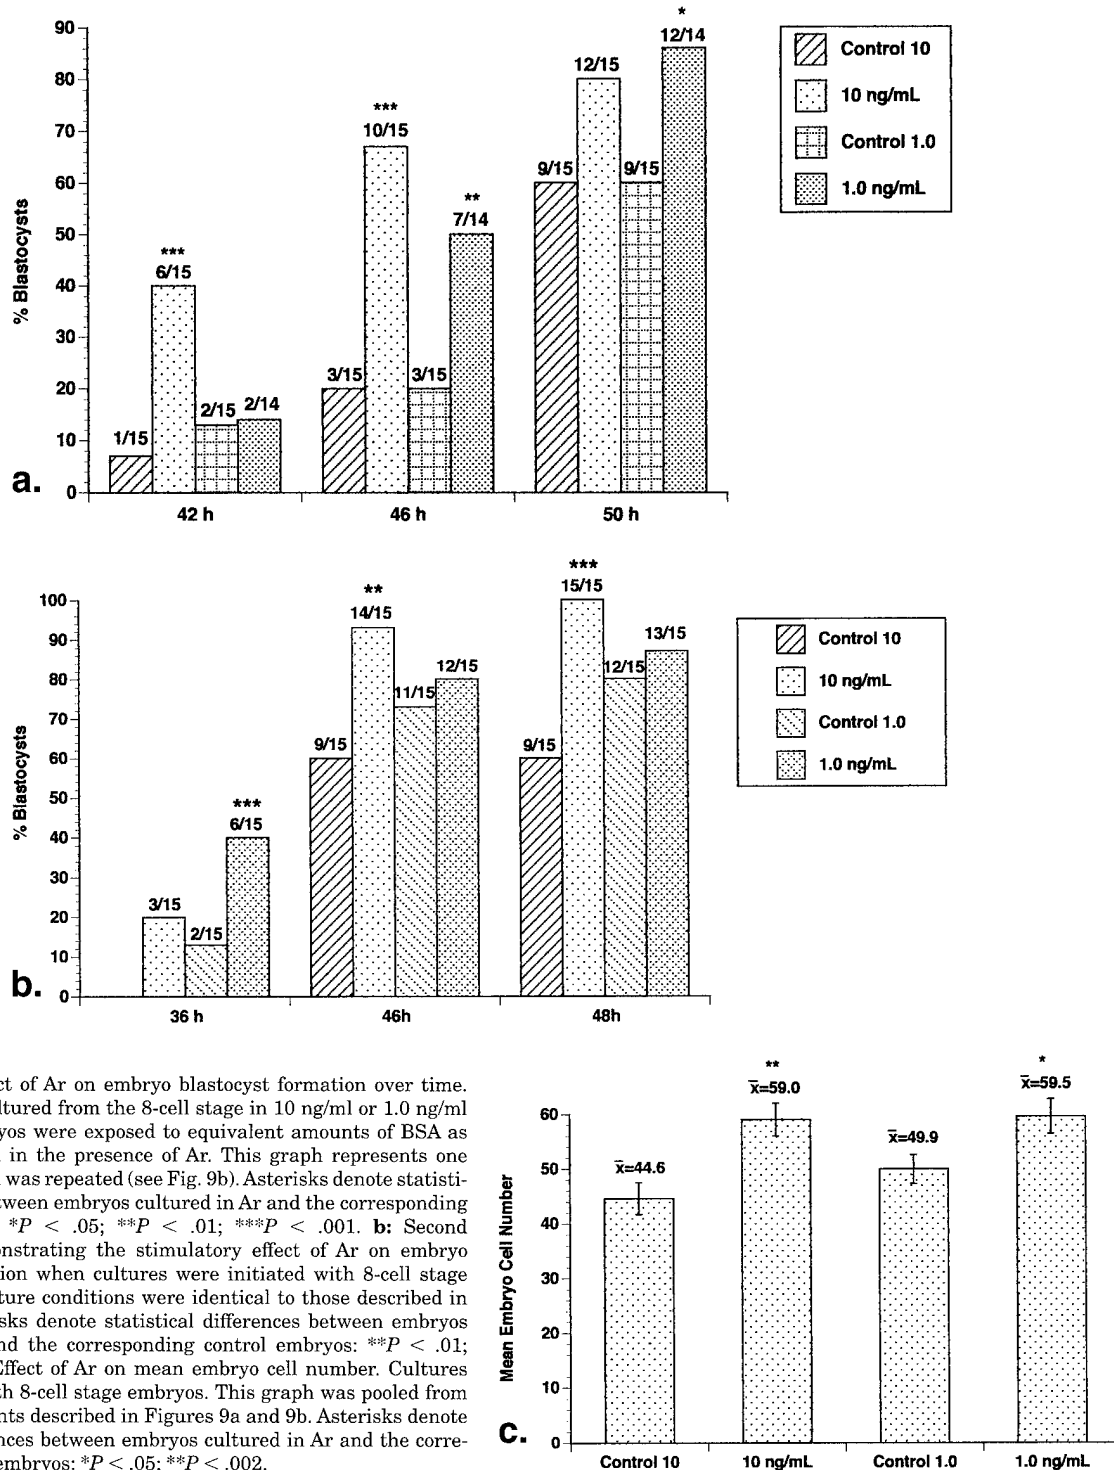 90
80
70
60
50
40
30
20
10
0
% Blastocysts
a.
1/15
***
6/15
2/15
2/14
3/15
***
10/15
3/15
**
7/14
9/15
12/15
9/15
*
12/14
42 h
46 h
50 h
Control 10
10 ng/mL
Control 1.0
1.0 ng/mL
100
90
80
70
60
50
40
30
20
10
0
% Blastocysts
b.
3/15
2/15
***
6/15
9/15
**
14/15
11/15
12/15
9/15
***
15/15
12/15
13/15
36 h
46h
48h
Control 10
10 ng/mL
Control 1.0
1.0 ng/mL
of Ar on embryo blastocyst formation over time.
from the 8-cell stage in 10 ng/ml or 1.0 ng/ml
were exposed to equivalent amounts of BSA as
in the presence of Ar. This graph represents one
was repeated (see Fig. 9b). Asterisks denote statisti-
between embryos cultured in Ar and the corresponding
*P < .05; **P < .01; ***P < .001. b: Second
the stimulatory effect of Ar on embryo
when cultures were initiated with 8-cell stage
conditions were identical to those described in
denote statistical differences between embryos
the corresponding control embryos: **P < .01;
Effect of Ar on mean embryo cell number. Cultures
8-cell stage embryos. This graph was pooled from
described in Figures 9a and 9b. Asterisks denote
between embryos cultured in Ar and the corre-
embryos: *P < .05; **P < .002.
60
50
40
30
20
10
0
Mean Embryo Cell Number
c.
x̄=44.6
**
x̄=59.0
x̄=49.9
*
x̄=59.5
Control 10
10 ng/mL
Control 1.0
1.0 ng/mL